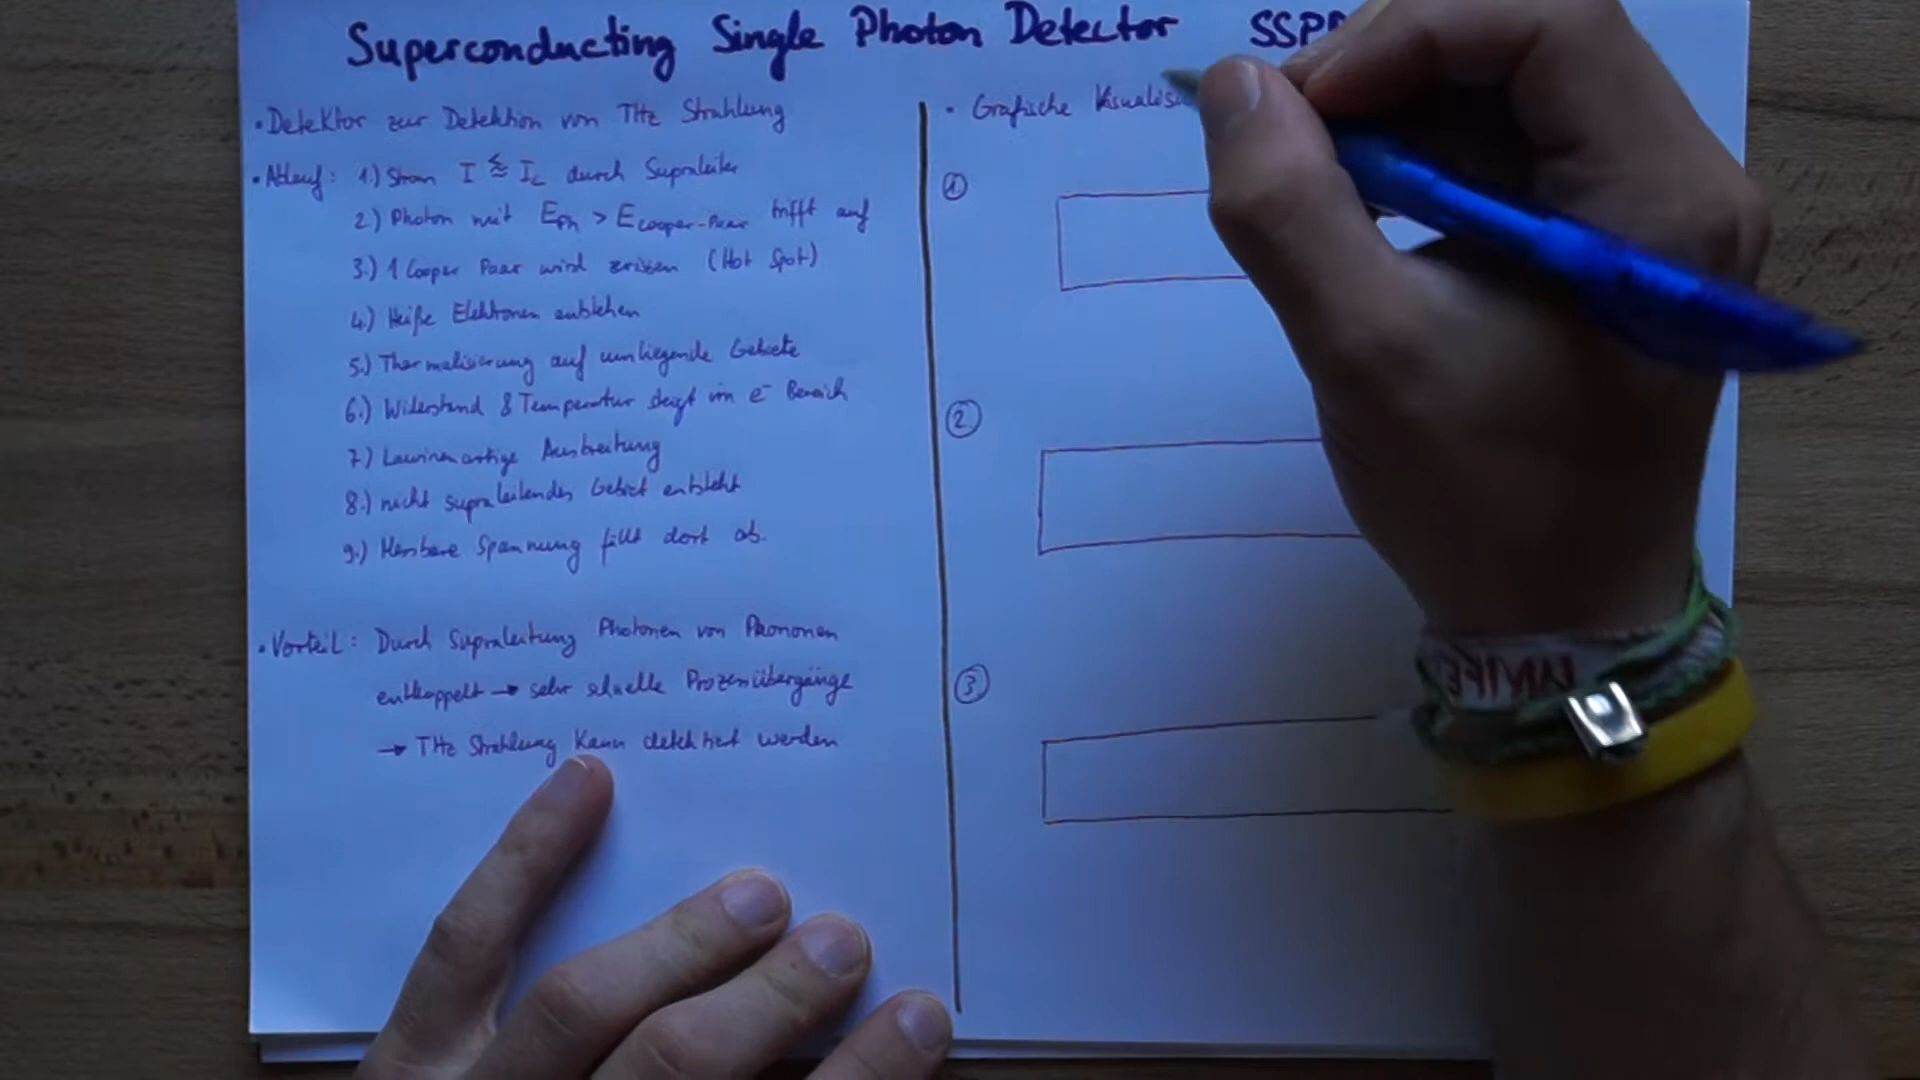 Superconducting Single Photon Detector SSPD
• Detektor zur Detektion von THz Strahlung
• Ablauf: 1.) Strom I ≲ Ic durch Supraleiter
2.) Photon mit EPh > ECooper-Paar trifft auf
3.) 1 Cooper Paar wird zerissen (Hot Spot)
4.) Heiße Elektronen entstehen
5.) Thermalisierung auf umliegende Gebiete
6.) Widerstand & Temperatur steigt im e⁻ Bereich
7.) Lawinenartige Ausbreitung
8.) nicht supraleitendes Gebiet entsteht
9.) Messbare Spannung fällt dort ab.
• Vorteil: Durch Supraleitung Photonen von Phononen
entkoppelt → sehr schnelle Prozessübergänge
→ THz Strahlung kann detektiert werden
• Grafische
①
②
③